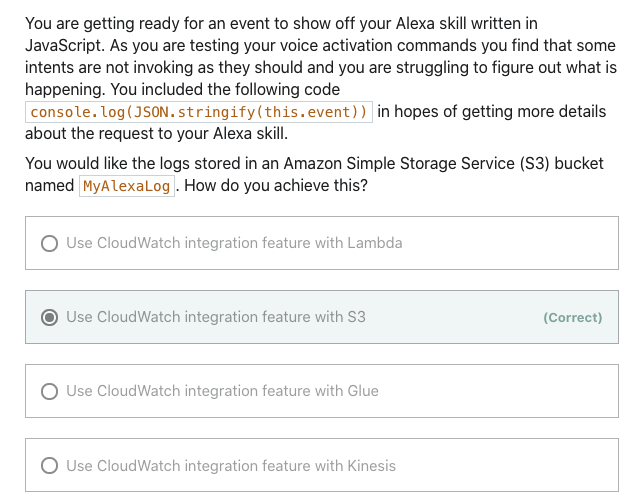 You are getting ready for an event to show off your Alexa skill written in
JavaScript. As you are testing your voice activation commands you find that some
intents are not invoking as they should and you are struggling to figure out what is
happening. You included the following code
console.log(JSON.stringify(this.event)) in hopes of getting more details
about the request to your Alexa skill.
You would like the logs stored in an Amazon Simple Storage Service (S3) bucket
named MyAlexaLog. How do you achieve this?
Use CloudWatch integration feature with Lambda
Use CloudWatch integration feature with S3 (Correct)
Use CloudWatch integration feature with Glue
Use CloudWatch integration feature with Kinesis